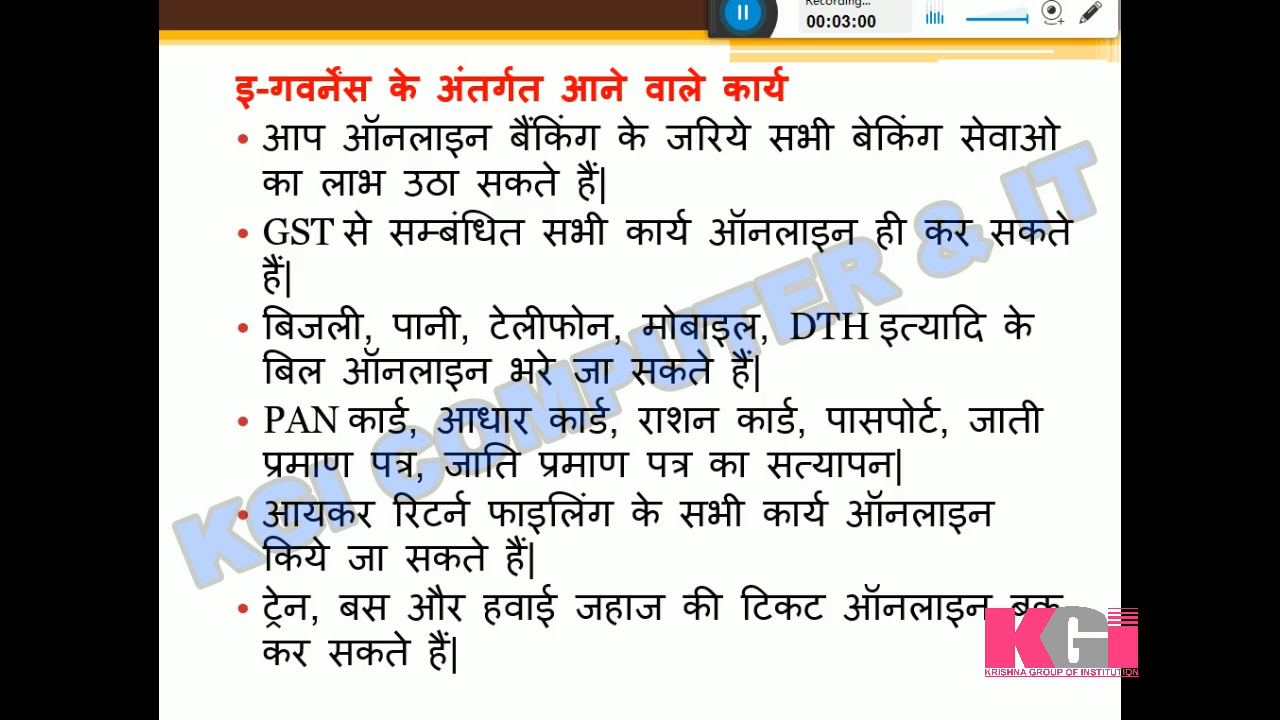 Recording...
00:03:00
इ-गवर्नेंस के अंतर्गत आने वाले कार्य
• आप ऑनलाइन बैंकिंग के जरिये सभी बेकिंग सेवाओ
का लाभ उठा सकते हैं|
• GST से सम्बंधित सभी कार्य ऑनलाइन ही कर सकते
हैं|
• बिजली, पानी, टेलीफोन, मोबाइल, DTH इत्यादि के
बिल ऑनलाइन भरे जा सकते हैं|
• PAN कार्ड, आधार कार्ड, राशन कार्ड, पासपोर्ट, जाती
प्रमाण पत्र, जाति प्रमाण पत्र का सत्यापन|
• आयकर रिटर्न फाइलिंग के सभी कार्य ऑनलाइन
किये जा सकते हैं|
• ट्रेन, बस और हवाई जहाज की टिकट ऑनलाइन बुक
कर सकते हैं|
KCI COMPUTER & IT
KGI
KRISHNA GROUP OF INSTITUTION